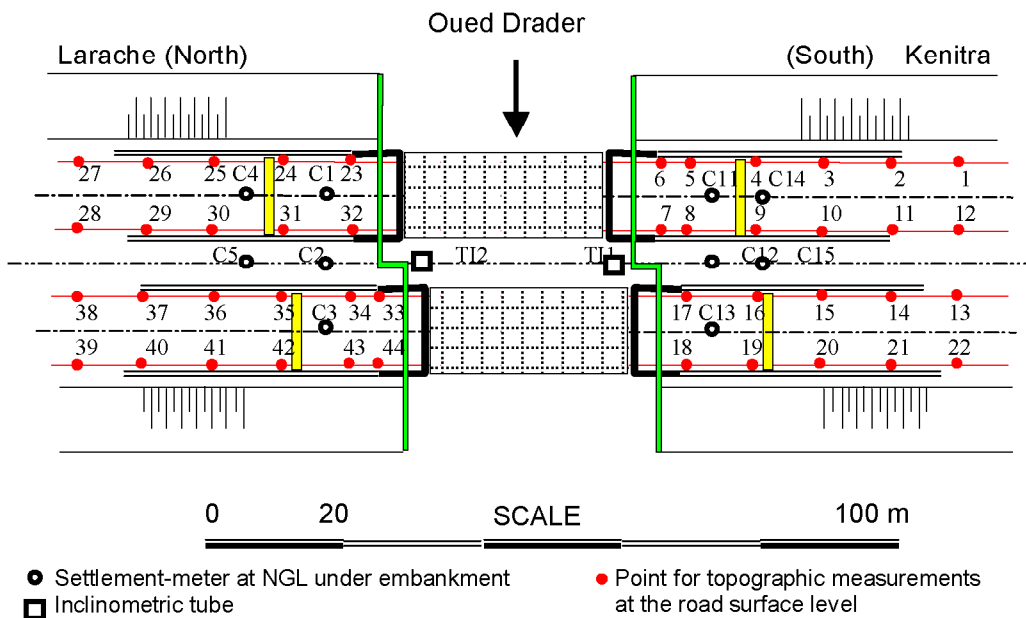 Oued Drader
Larache (North) (South) Kenitra
27 26 25 C4 24 C1 23 6 5 C11 4 C14 3 2 1
28 29 30 31 32 7 8 9 10 11 12
C5 C2 TI2 TI1 C12 C15
38 37 36 35 C3 34 33 17 C13 16 15 14 13
39 40 41 42 43 44 18 19 20 21 22
0 20 SCALE 100 m
Settlement-meter at NGL under embankment
Inclinometric tube
Point for topographic measurements
at the road surface level